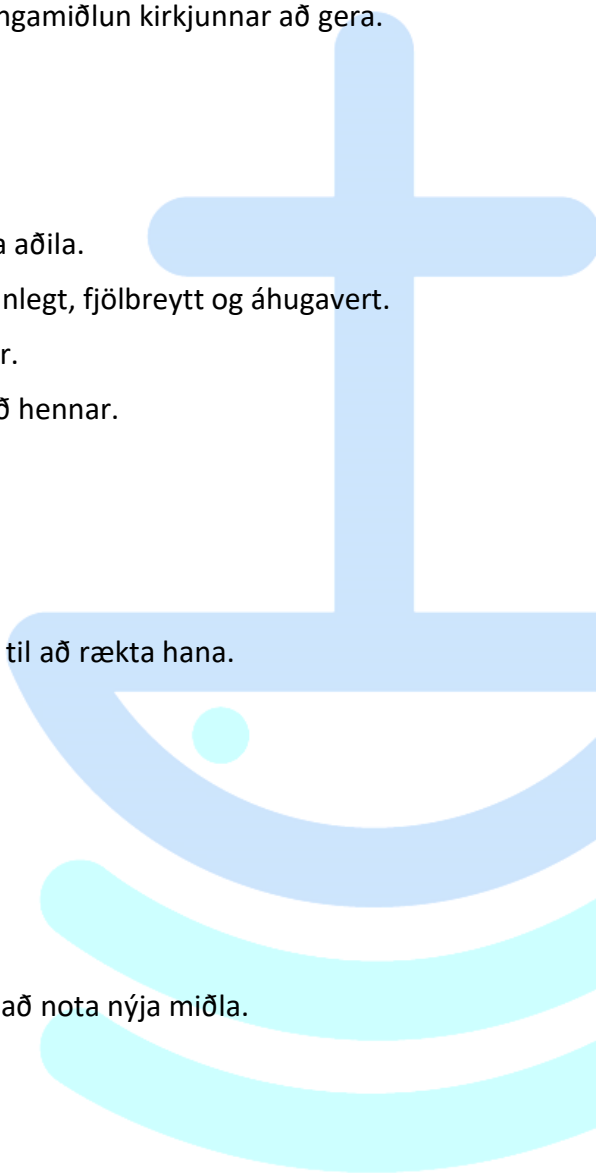 ngamiðlun kirkjunnar að gera.
a aðila.
nlegt, fjölbreytt og áhugavert.
r.
ð hennar.
til að rækta hana.
að nota nýja miðla.